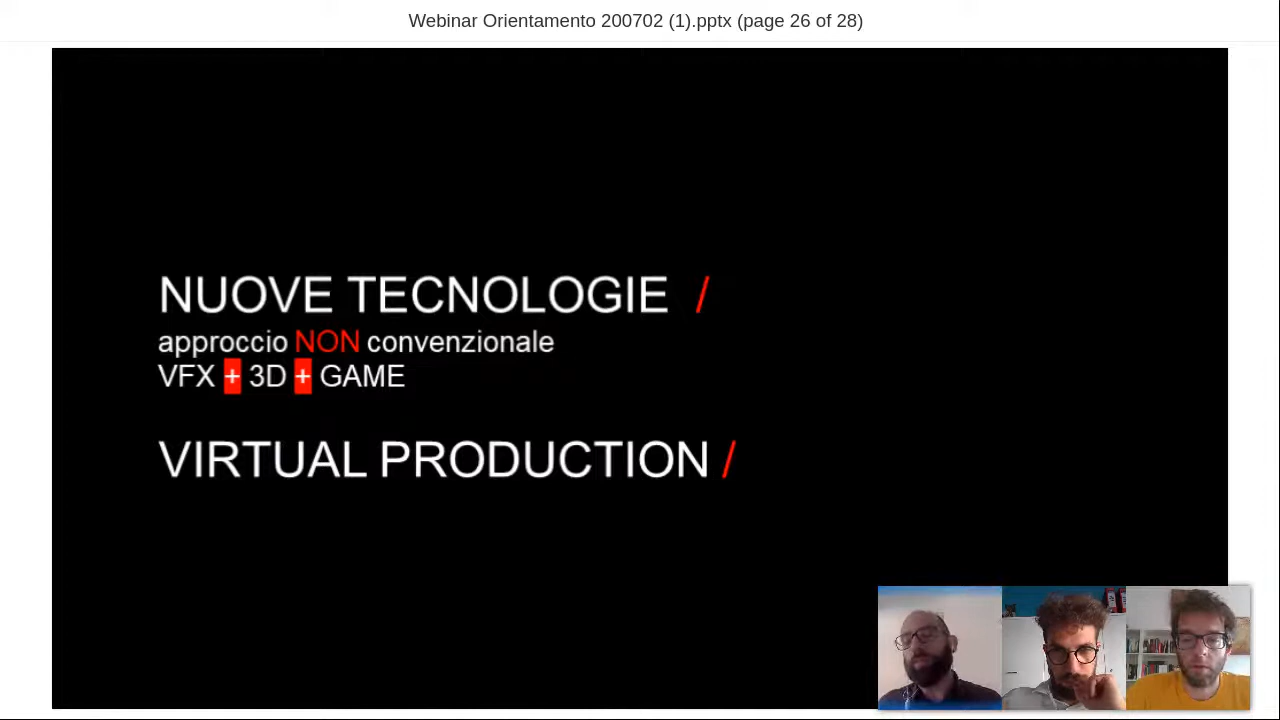 Webinar Orientamento 200702 (1).pptx (page 26 of 28)
NUOVE TECNOLOGIE /
approccio NON convenzionale
VFX + 3D + GAME
VIRTUAL PRODUCTION /